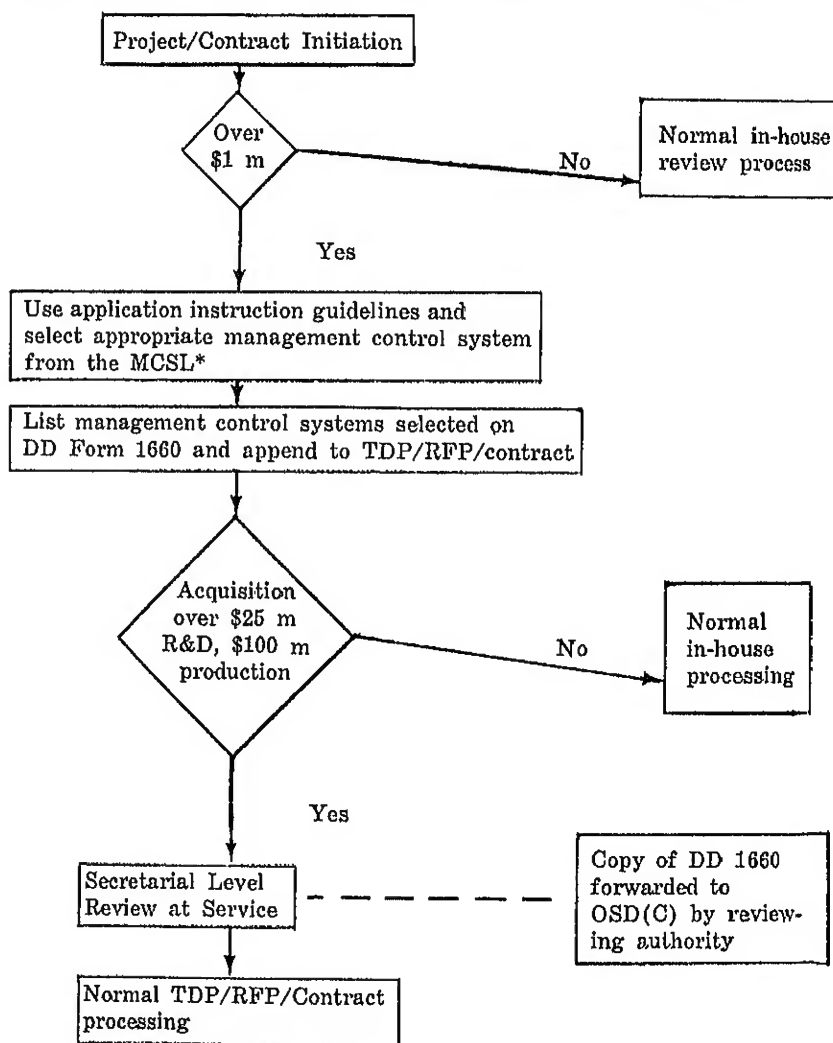 Project/Contract Initiation
Over
$1 m
No
Normal in-house
review process
Yes
Use application instruction guidelines and
select appropriate management control system
from the MCSL*
List management control systems selected on
DD Form 1660 and append to TDP/RFP/contract
Acquisition
over $25 m
R&D, $100 m
production
No
Normal
in-house
processing
Yes
Secretarial Level
Review at Service
Copy of DD 1660
forwarded to
OSD(C) by review-
ing authority
Normal TDP/RFP/Contract
processing